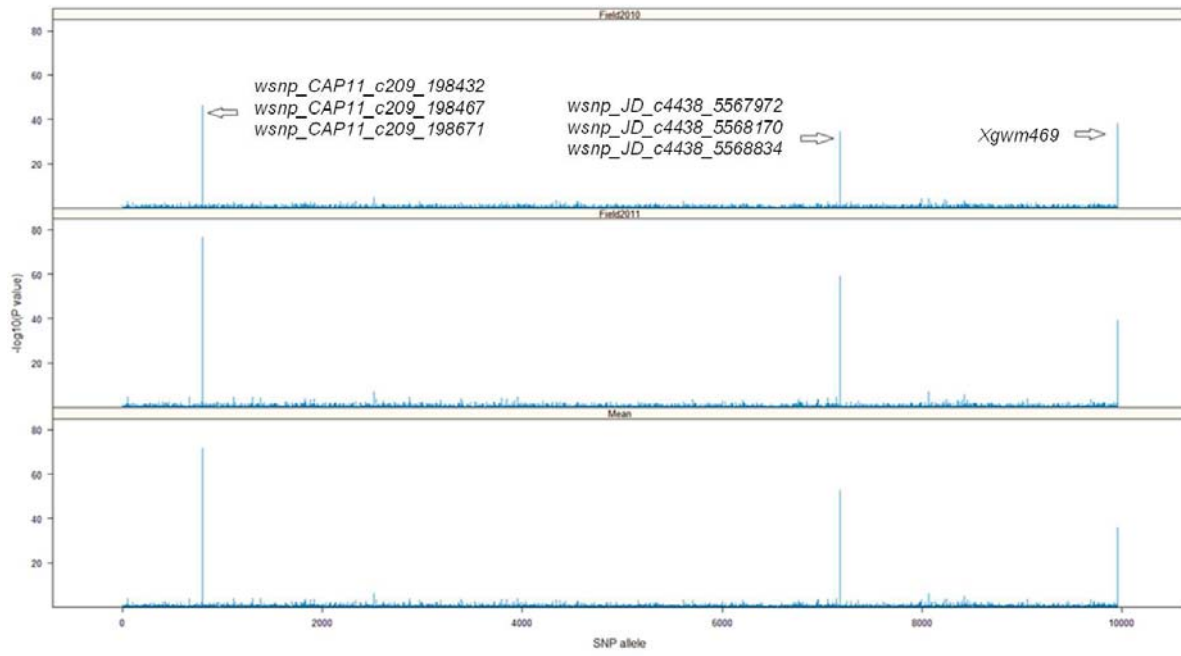 Field2010
80
60
40
20
wsnp_CAP11_c209_198432
wsnp_CAP11_c209_198467
wsnp_CAP11_c209_198671
wsnp_JD_c4438_5567972
wsnp_JD_c4438_5568170
wsnp_JD_c4438_5568834
Xgwm469
Field2011
80
60
40
20
-log10(P value)
Mean
80
60
40
20
0 2000 4000 6000 8000 10000
SNP allele